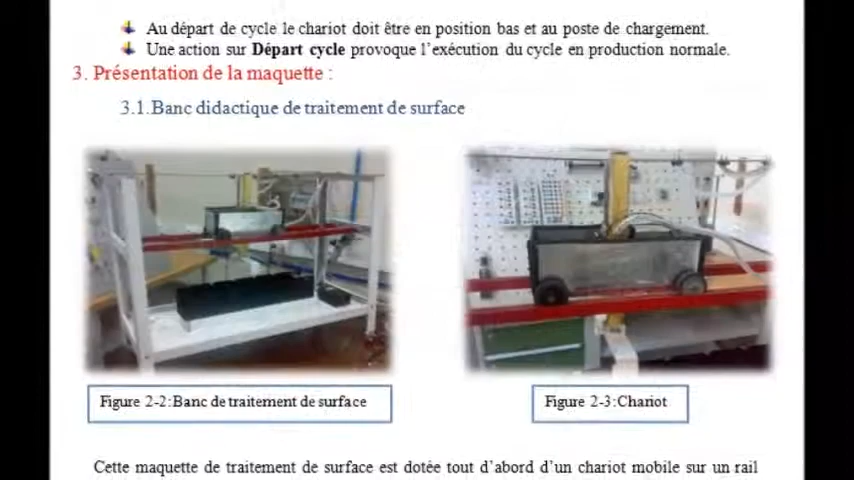 Au départ de cycle le chariot doit être en position bas et au poste de chargement.
Une action sur Départ cycle provoque l'exécution du cycle en production normale.
3. Présentation de la maquette :
3.1.Banc didactique de traitement de surface
Figure 2-2:Banc de traitement de surface
Figure 2-3:Chariot
Cette maquette de traitement de surface est dotée tout d'abord d'un chariot mobile sur un rail